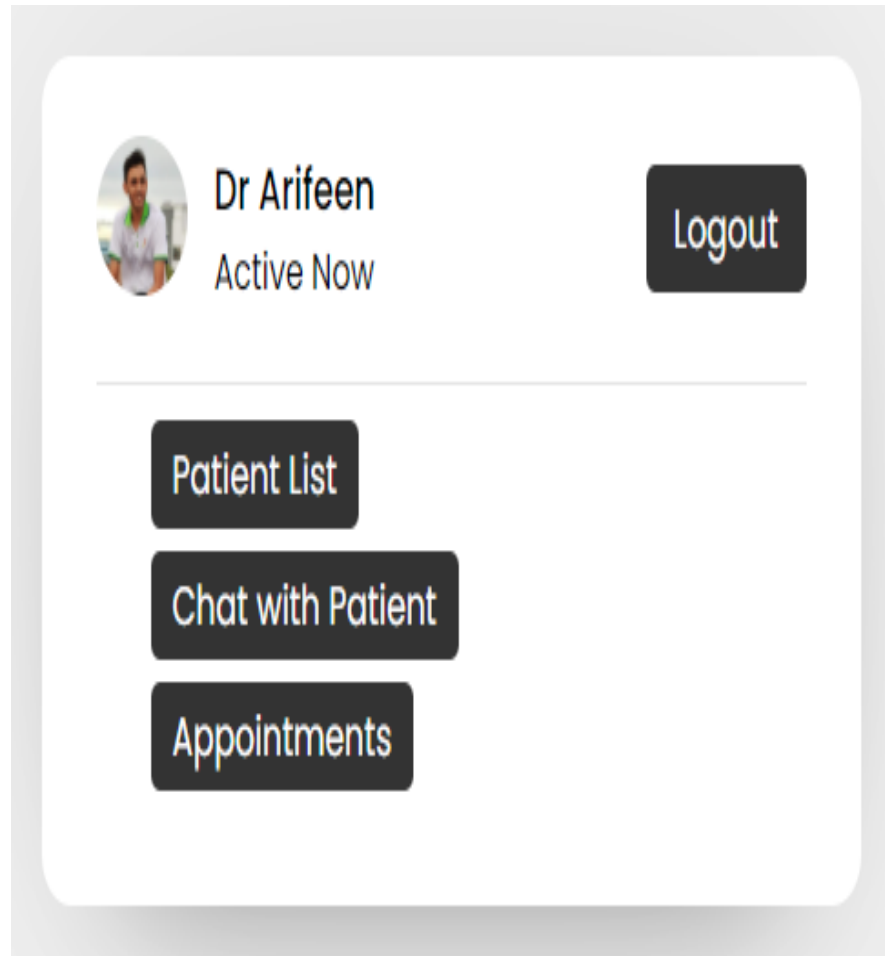 Dr Arifeen
Active Now
Logout
Patient List
Chat with Patient
Appointments